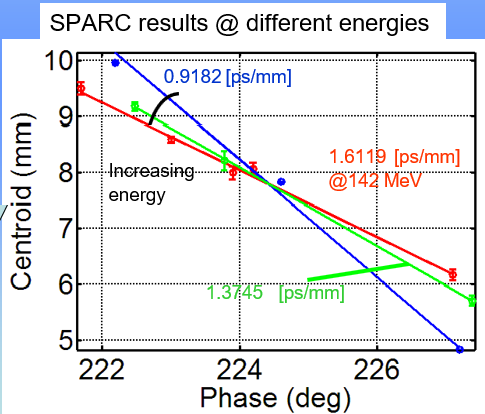 SPARC results @ different energies
10
9
8
7
6
5
Centroid (mm)
0.9182 [ps/mm]
Increasing
energy
1.6119 [ps/mm]
@142 MeV
1.3745 [ps/mm]
222
224
226
Phase (deg)